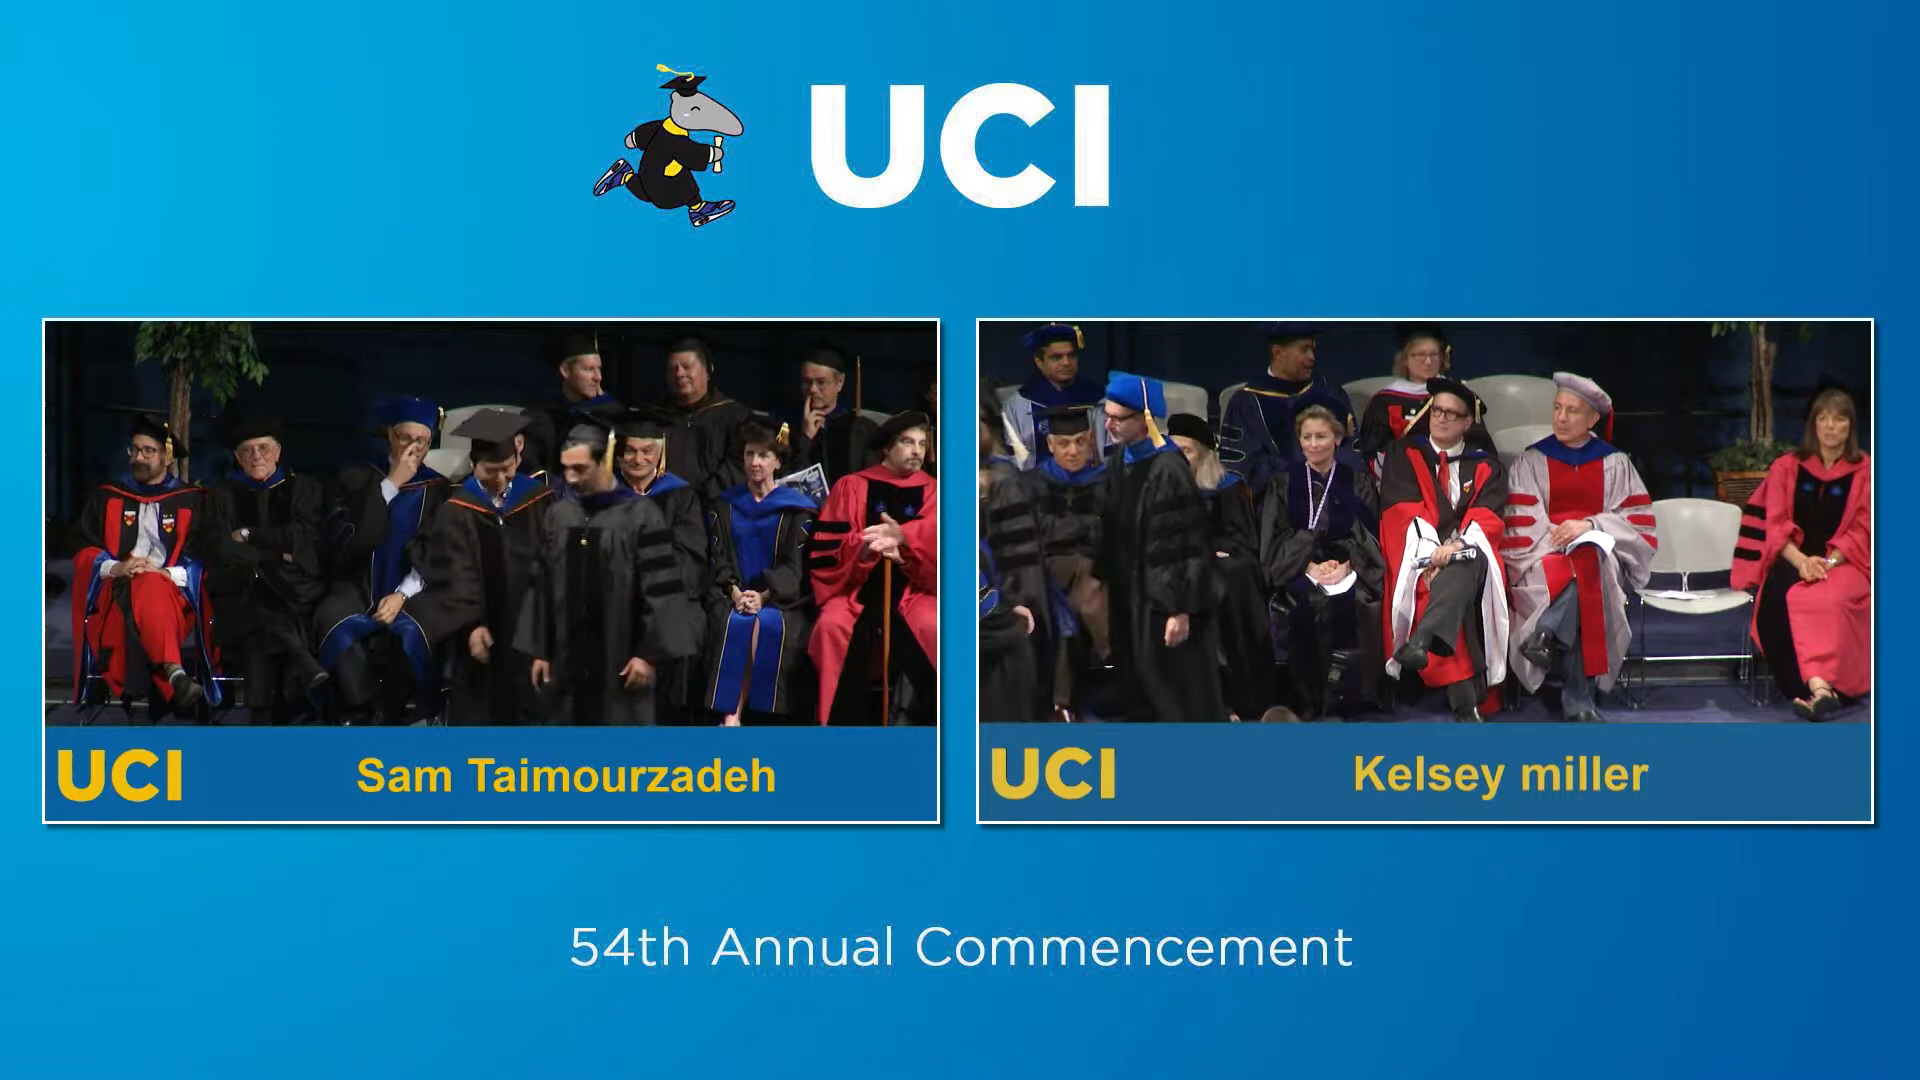 UCI
UCI
Sam Taimourzadeh
UCI
Kelsey miller
54th Annual Commencement